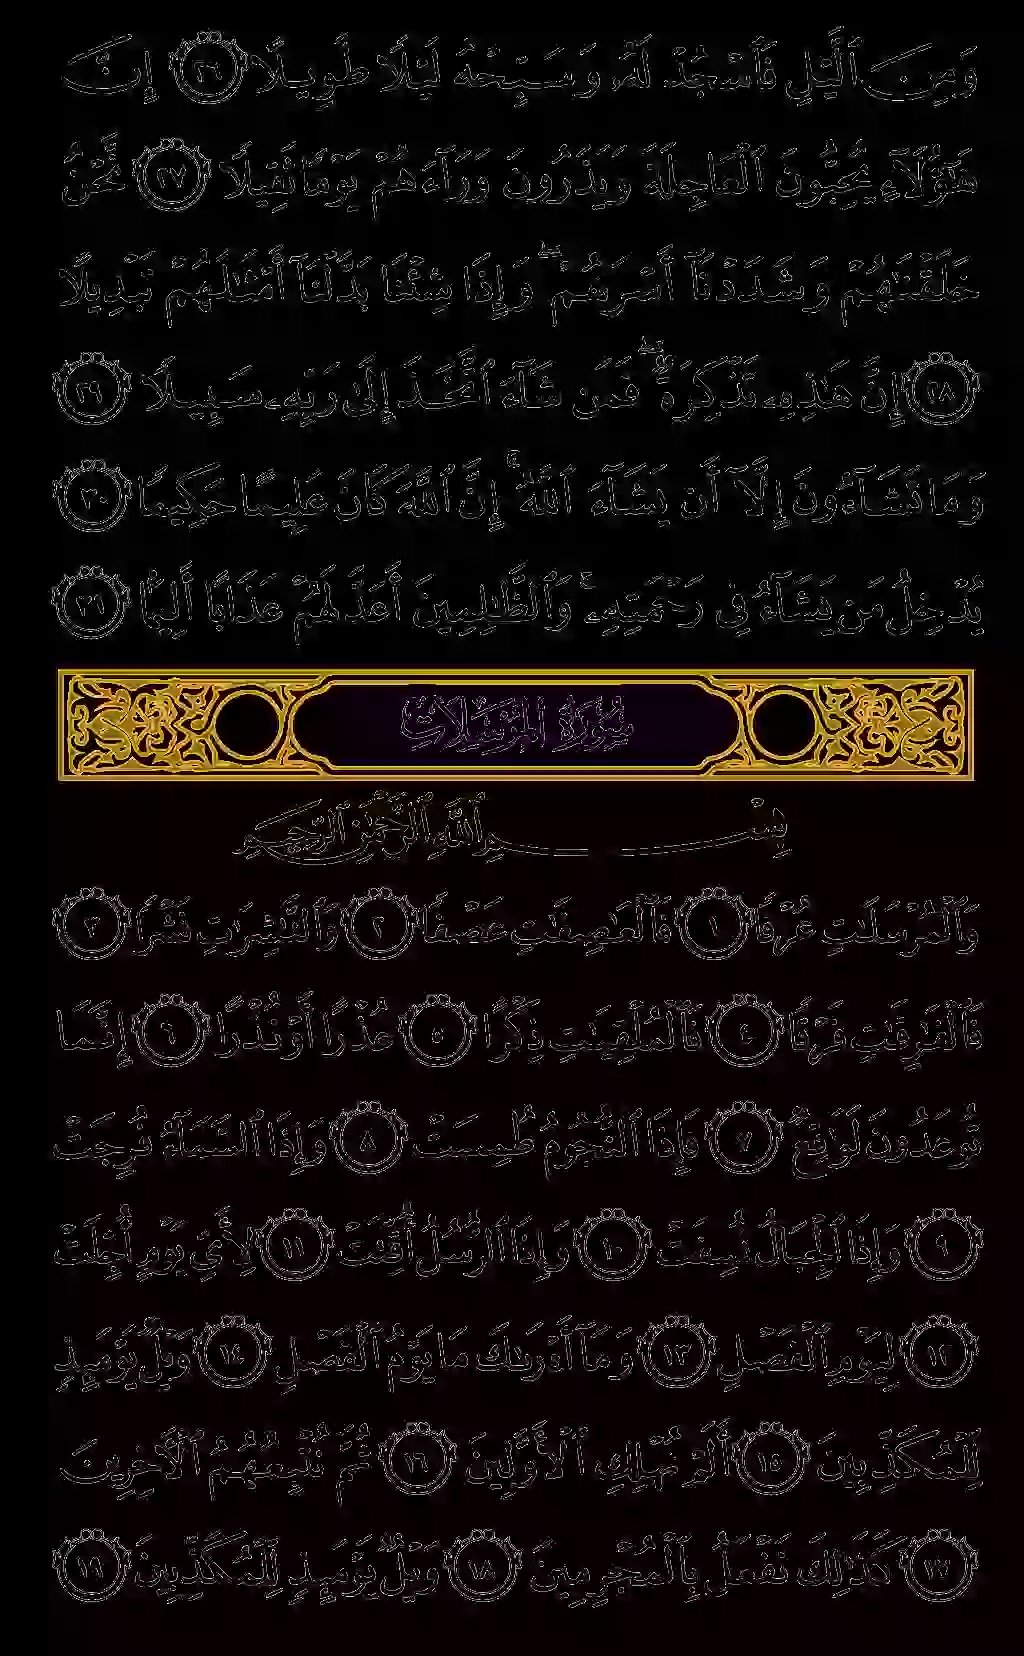 وَمِنَ ٱلَّيْلِ فَٱسْجُدْ لَهُۥ وَسَبِّحْهُ لَيْلًا طَوِيلًا ٢٦ إِنَّ
هَٰٓؤُلَآءِ يُحِبُّونَ ٱلْعَاجِلَةَ وَيَذَرُونَ وَرَآءَهُمْ يَوْمًا ثَقِيلًا ٢٧ نَّحْنُ
خَلَقْنَٰهُمْ وَشَدَدْنَآ أَسْرَهُمْ ۖ وَإِذَا شِئْنَا بَدَّلْنَآ أَمْثَٰلَهُمْ تَبْدِيلًا
٢٨ إِنَّ هَٰذِهِۦ تَذْكِرَةٌ ۖ فَمَن شَآءَ ٱتَّخَذَ إِلَىٰ رَبِّهِۦ سَبِيلًا ٢٩
وَمَا تَشَآءُونَ إِلَّآ أَن يَشَآءَ ٱللَّهُ ۚ إِنَّ ٱللَّهَ كَانَ عَلِيمًا حَكِيمًا ٣٠
يُدْخِلُ مَن يَشَآءُ فِى رَحْمَتِهِۦ ۚ وَٱلظَّٰلِمِينَ أَعَدَّ لَهُمْ عَذَابًا أَلِيمًۢا ٣١
سُورَةُ المُرْسَلَاتِ
بِسْمِ ٱللَّهِ ٱلرَّحْمَٰنِ ٱلرَّحِيمِ
وَٱلْمُرْسَلَٰتِ عُرْفًا ١ فَٱلْعَٰصِفَٰتِ عَصْفًا ٢ وَٱلنَّٰشِرَٰتِ نَشْرًا ٣
فَٱلْفَٰرِقَٰتِ فَرْقًا ٤ فَٱلْمُلْقِيَٰتِ ذِكْرًا ٥ عُذْرًا أَوْ نُذْرًا ٦ إِنَّمَا
تُوعَدُونَ لَوَٰقِعٌ ٧ فَإِذَا ٱلنُّجُومُ طُمِسَتْ ٨ وَإِذَا ٱلسَّمَآءُ فُرِجَتْ
٩ وَإِذَا ٱلْجِبَالُ نُسِفَتْ ١٠ وَإِذَا ٱلرُّسُلُ أُقِّتَتْ ١١ لِأَىِّ يَوْمٍ أُجِّلَتْ
١٢ لِيَوْمِ ٱلْفَصْلِ ١٣ وَمَآ أَدْرَىٰكَ مَا يَوْمُ ٱلْفَصْلِ ١٤ وَيْلٌ يَوْمَئِذٍ
لِّلْمُكَذِّبِينَ ١٥ أَلَمْ نُهْلِكِ ٱلْأَوَّلِينَ ١٦ ثُمَّ نُتْبِعُهُمُ ٱلْءَاخِرِينَ
١٧ كَذَٰلِكَ نَفْعَلُ بِٱلْمُجْرِمِينَ ١٨ وَيْلٌ يَوْمَئِذٍ لِّلْمُكَذِّبِينَ ١٩